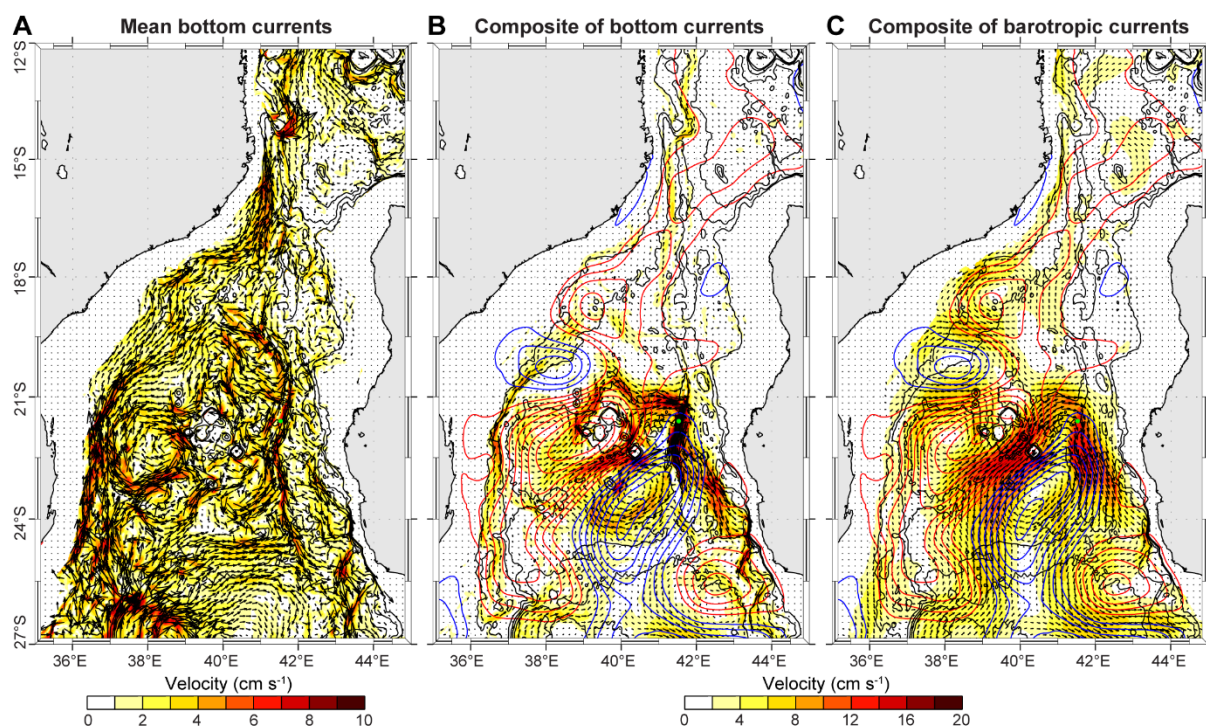 A Mean bottom currents B Composite of bottom currents C Composite of barotropic currents
12°S
15°S
18°S
21°S
24°S
27°S
36°E 38°E 40°E 42°E 44°E 36°E 38°E 40°E 42°E 44°E 36°E 38°E 40°E 42°E 44°E
Velocity (cm s⁻¹) Velocity (cm s⁻¹)
0 2 4 6 8 10 0 4 8 12 16 20